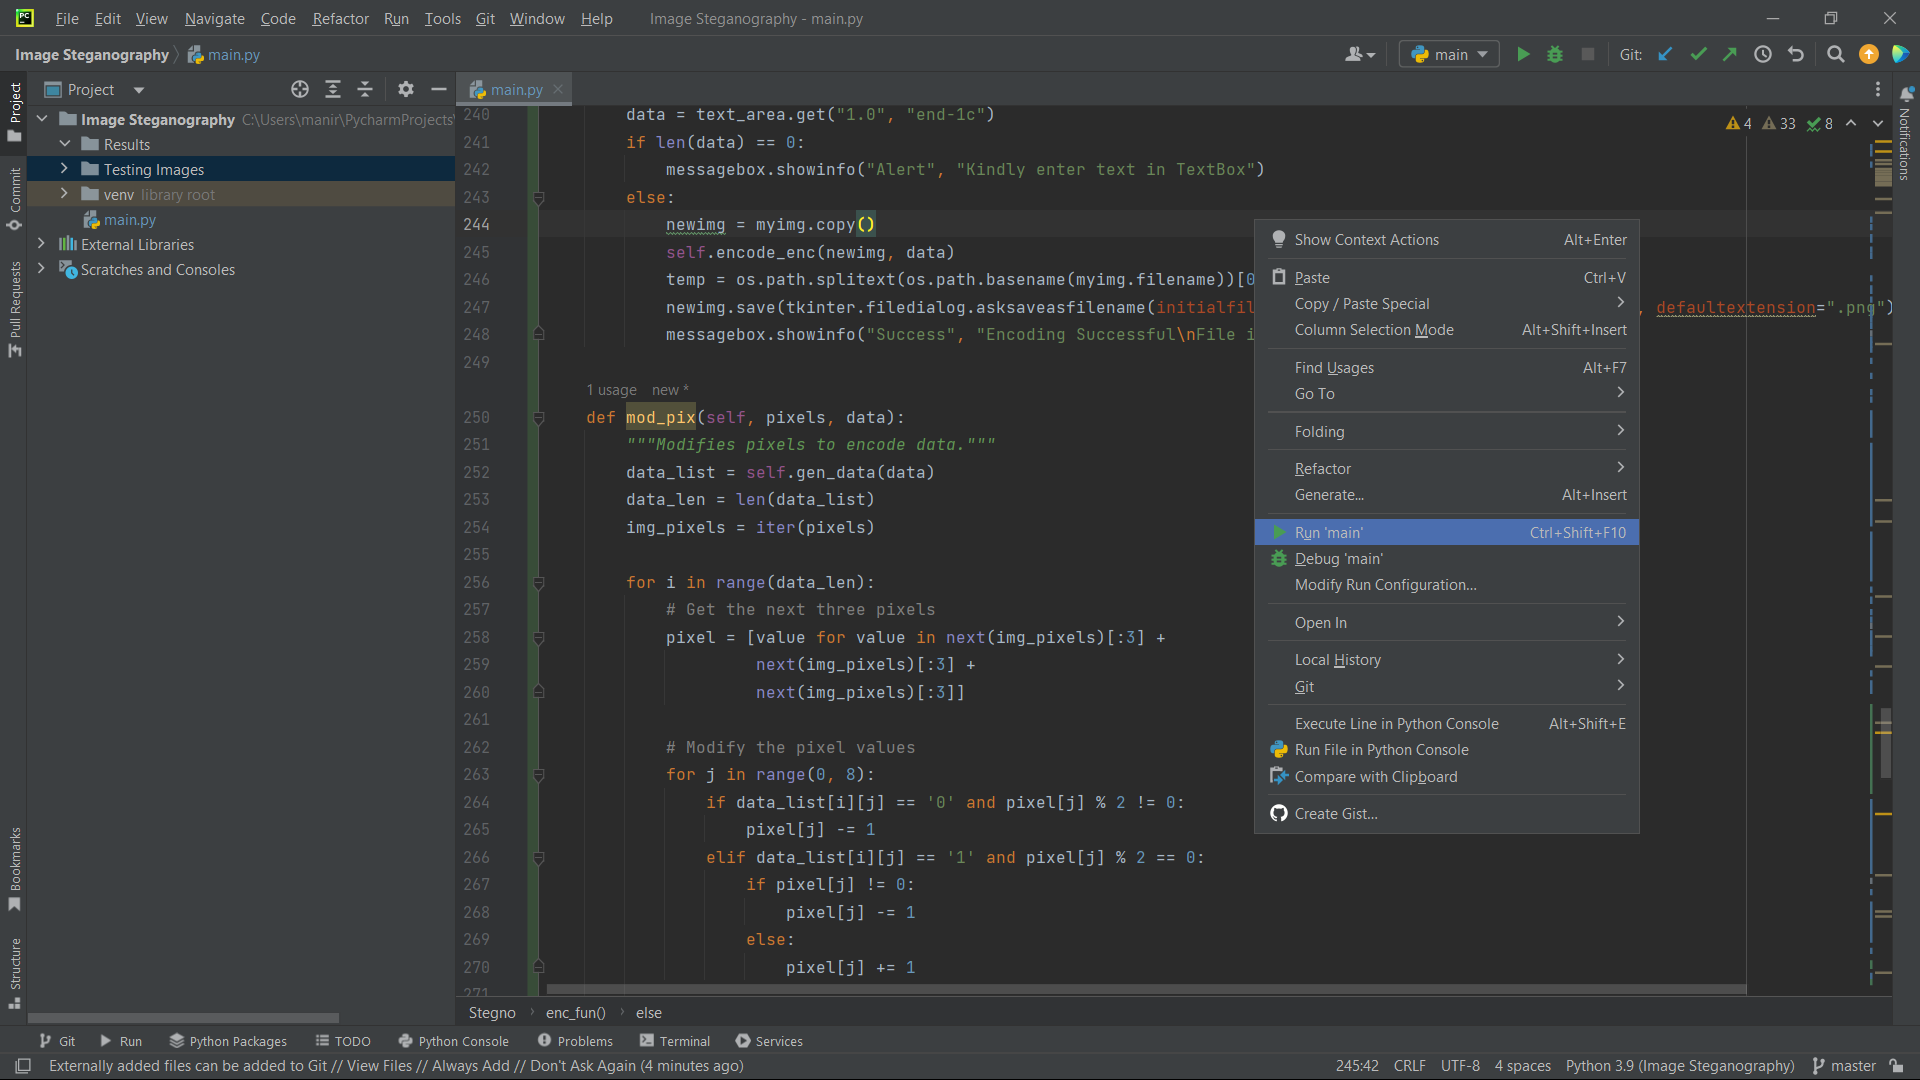 PC File Edit View Navigate Code Refactor Run Tools Git Window Help Image Steganography - main.py
Image Steganography main.py main Git:
Project
Commit
Pull Requests
Bookmarks
Structure
Project
Image Steganography C:\Users\manir\PycharmProjects\
Results
Testing Images
venv library root
main.py
External Libraries
Scratches and Consoles
main.py
4 33 8
Notifications
240 data = text_area.get("1.0", "end-1c")
241 if len(data) == 0:
242 messagebox.showinfo("Alert", "Kindly enter text in TextBox")
243 else:
244 newimg = myimg.copy()
245 self.encode_enc(newimg, data)
246 temp = os.path.splitext(os.path.basename(myimg.filename))[0
247 newimg.save(tkinter.filedialog.asksaveasfilename(initialfil , defaultextension=".png")
248 messagebox.showinfo("Success", "Encoding Successful\nFile i
249
1 usage new *
250 def mod_pix(self, pixels, data):
251 """Modifies pixels to encode data."""
252 data_list = self.gen_data(data)
253 data_len = len(data_list)
254 img_pixels = iter(pixels)
255
256 for i in range(data_len):
257 # Get the next three pixels
258 pixel = [value for value in next(img_pixels)[:3] +
259 next(img_pixels)[:3] +
260 next(img_pixels)[:3]]
261
262 # Modify the pixel values
263 for j in range(0, 8):
264 if data_list[i][j] == '0' and pixel[j] % 2 != 0:
265 pixel[j] -= 1
266 elif data_list[i][j] == '1' and pixel[j] % 2 == 0:
267 if pixel[j] != 0:
268 pixel[j] -= 1
269 else:
270 pixel[j] += 1
271
Show Context Actions Alt+Enter
Paste Ctrl+V
Copy / Paste Special
Column Selection Mode Alt+Shift+Insert
Find Usages Alt+F7
Go To
Folding
Refactor
Generate... Alt+Insert
Run 'main' Ctrl+Shift+F10
Debug 'main'
Modify Run Configuration...
Open In
Local History
Git
Execute Line in Python Console Alt+Shift+E
Run File in Python Console
Compare with Clipboard
Create Gist...
Stegno enc_fun() else
Git Run Python Packages TODO Python Console Problems Terminal Services
Externally added files can be added to Git // View Files // Always Add // Don't Ask Again (4 minutes ago) 245:42 CRLF UTF-8 4 spaces Python 3.9 (Image Steganography) master